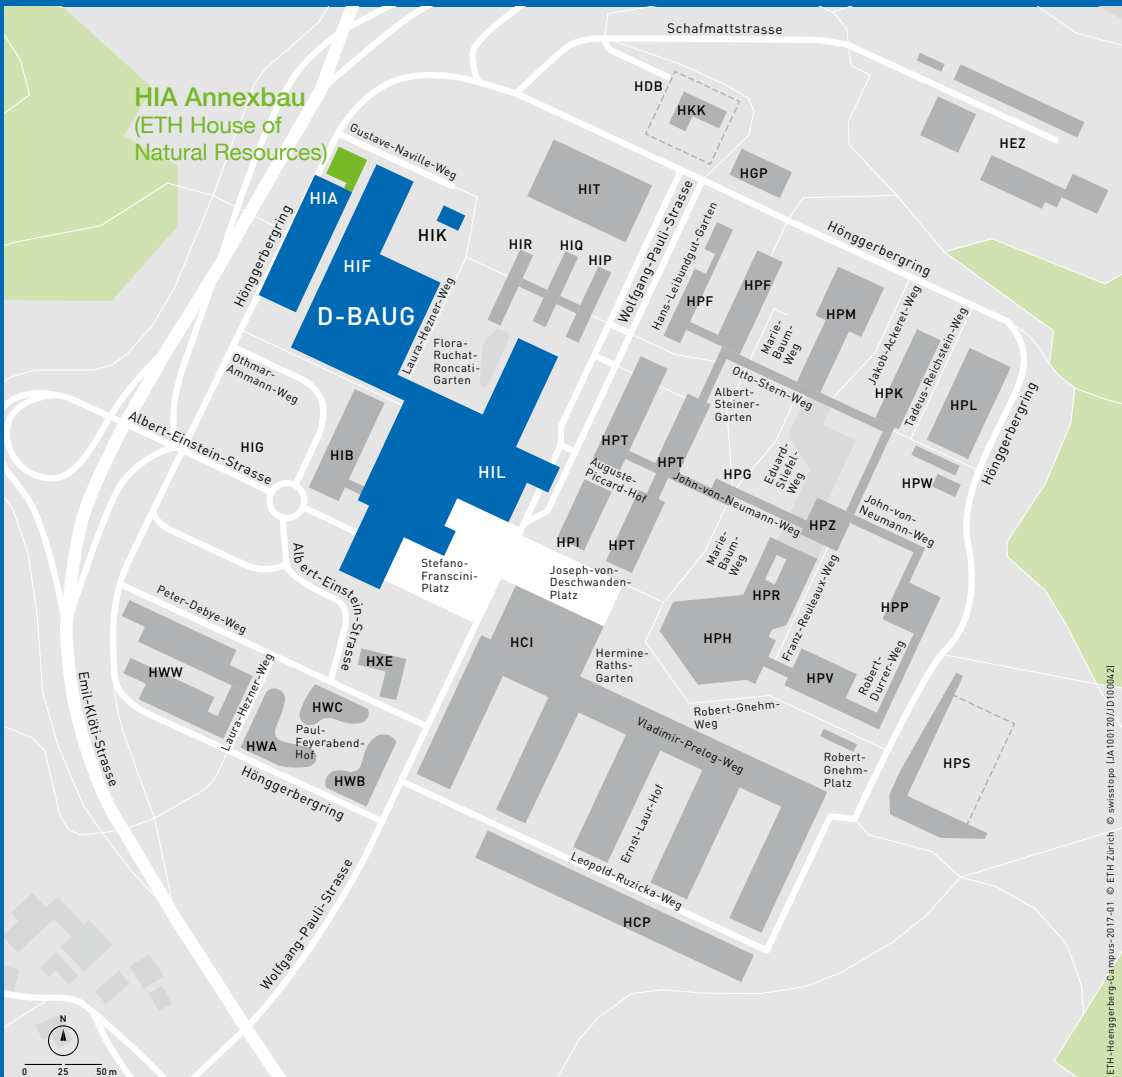 Schafmattstrasse
HDB
HKK
HIA Annexbau
(ETH House of
Natural Resources)
Gustave-Naville-Weg
HEZ
HGP
HIT
HIA
HIK
HIF
D-BAUG
Hönggerbergring
HIR
HIQ
HIP
Wolfgang-Pauli-Strasse
Hans-Leibundgut-Garten
Hönggerbergring
HPF
HPF
HPM
Marie-
Baum-
Weg
Jakob-Ackeret-Weg
Tadeus-Reichstein-Weg
Laura-Hezner-Weg
Flora-
Ruchat-
Roncati-
Garten
Othmar-
Ammann-Weg
Otto-Stern-Weg
Albert-
Steiner-
Garten
HPK
HPL
Hönggerbergring
Albert-Einstein-Strasse
HIG
HIB
HIL
HPT
HPT
Auguste-
Piccard-Hof
HPG
Eduard-
Stiefel-
Weg
HPW
John-von-Neumann-Weg
John-von-
Neumann-Weg
HPZ
HPI
HPT
Marie-
Baum-
Weg
Albert-Einstein-Strasse
Stefano-
Franscini-
Platz
Joseph-von-
Deschwanden-
Platz
HPR
Franz-Reuleaux-Weg
HPP
Peter-Debye-Weg
HCI
HPH
Hermine-
Raths-
Garten
HPV
Robert-
Durrer-Weg
HXE
HWW
Laura-Hezner-Weg
HWC
Paul-
Feyerabend-
Hof
HWA
HWB
Hönggerbergring
Emil-Klöti-Strasse
Robert-Gnehm-
Weg
Vladimir-Prelog-Weg
Robert-
Gnehm-
Platz
HPS
Ernst-Laur-Hof
Leopold-Ruzicka-Weg
HCP
Wolfgang-Pauli-Strasse
N
0 25 50 m
ETH-Hoenggerberg-Campus-2017-01 © ETH Zürich © swisstopo (JA100120/JD100042)